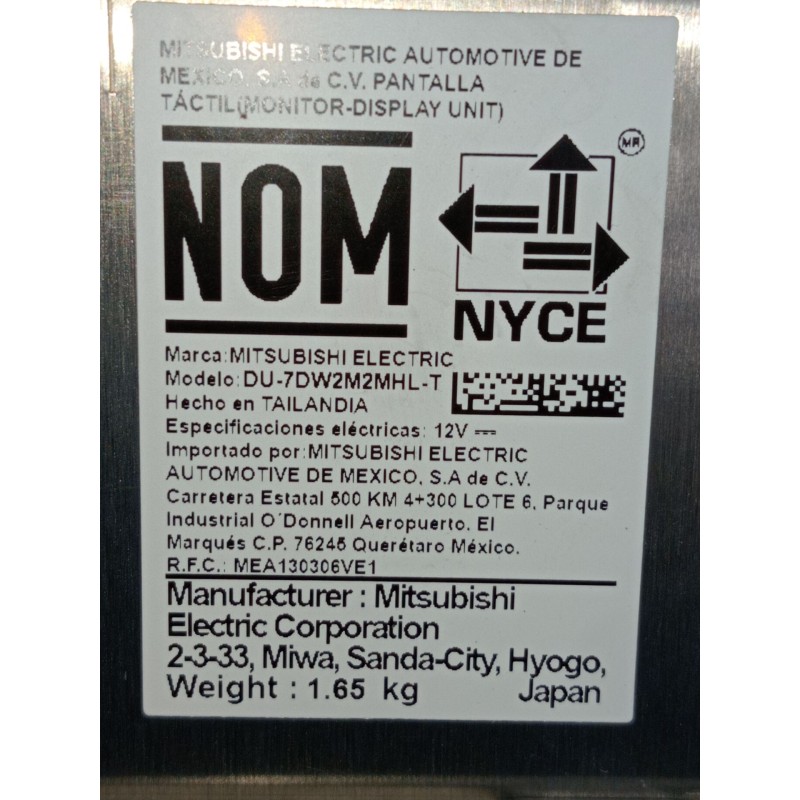 MITSUBISHI ELECTRIC AUTOMOTIVE DE
MEXICO, S.A de C.V. PANTALLA
TÁCTIL(MONITOR-DISPLAY UNIT)
NOM
MR
NYCE
Marca:MITSUBISHI ELECTRIC
Modelo:DU-7DW2M2MHL-T
Hecho en TAILANDIA
Especificaciones eléctricas: 12V
Importado por:MITSUBISHI ELECTRIC
AUTOMOTIVE DE MEXICO, S.A de C.V.
Carretera Estatal 500 KM 4+300 LOTE 6, Parque
Industrial O´Donnell Aeropuerto. El
Marqués C.P. 76245 Querétaro México.
R.F.C.: MEA130306VE1
Manufacturer : Mitsubishi
Electric Corporation
2-3-33, Miwa, Sanda-City, Hyogo,
Weight : 1.65 kg Japan